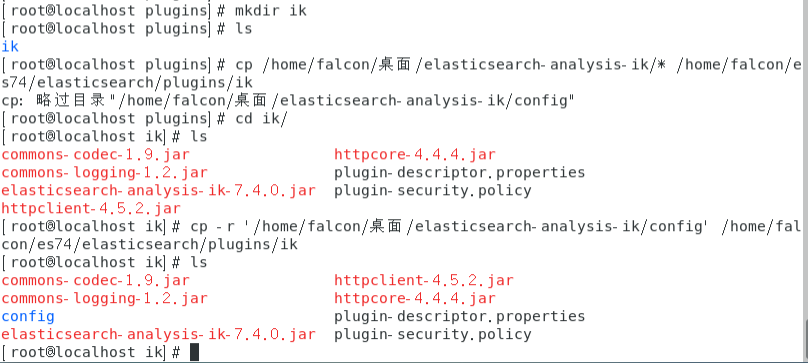 [root@localhost plugins]# mkdir ik
[root@localhost plugins]# ls
ik
[root@localhost plugins]# cp /home/falcon/桌面/elasticsearch-analysis-ik/* /home/falcon/e
s74/elasticsearch/plugins/ik
cp: 略过目录"/home/falcon/桌面/elasticsearch-analysis-ik/config"
[root@localhost plugins]# cd ik/
[root@localhost ik]# ls
commons-codec-1.9.jar httpcore-4.4.4.jar
commons-logging-1.2.jar plugin-descriptor.properties
elasticsearch-analysis-ik-7.4.0.jar plugin-security.policy
httpclient-4.5.2.jar
[root@localhost ik]# cp -r '/home/falcon/桌面/elasticsearch-analysis-ik/config' /home/fal
con/es74/elasticsearch/plugins/ik
[root@localhost ik]# ls
commons-codec-1.9.jar httpclient-4.5.2.jar
commons-logging-1.2.jar httpcore-4.4.4.jar
config plugin-descriptor.properties
elasticsearch-analysis-ik-7.4.0.jar plugin-security.policy
[root@localhost ik]#